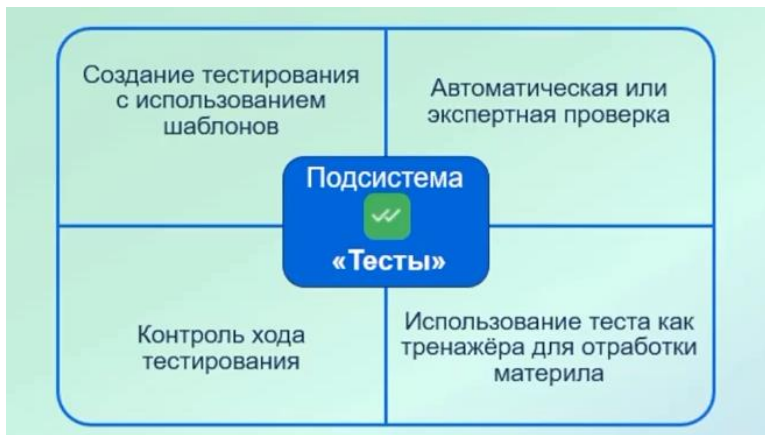 Создание тестирования
с использованием
шаблонов
Автоматическая или
экспертная проверка
Подсистема
«Тесты»
Контроль хода
тестирования
Использование теста как
тренажёра для отработки
материла